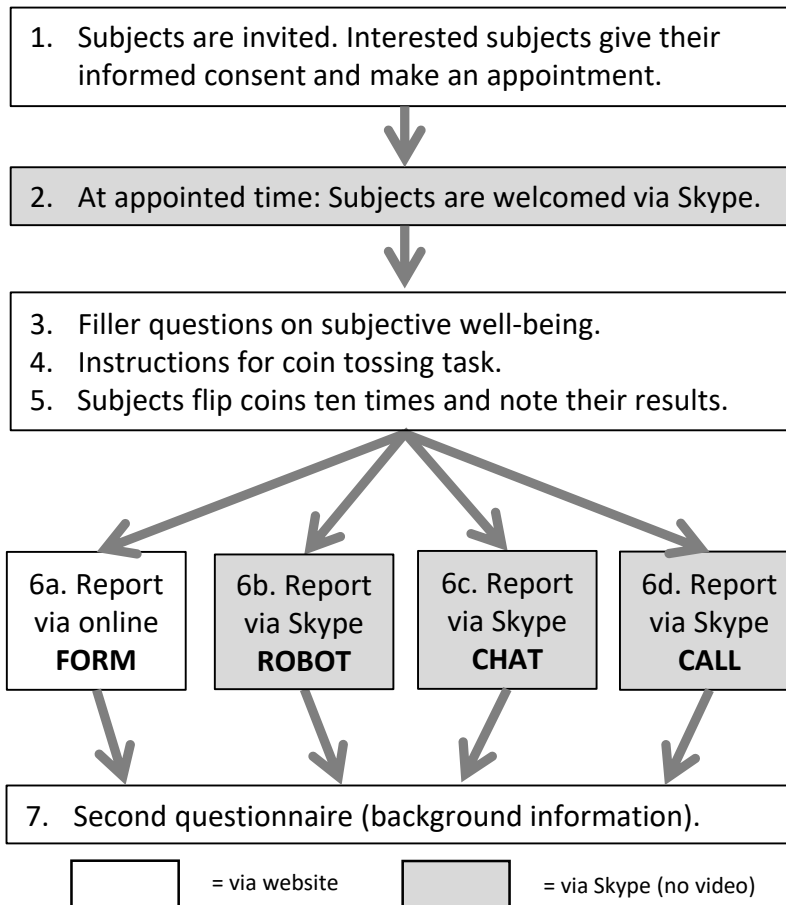 1. Subjects are invited. Interested subjects give their
informed consent and make an appointment.
2. At appointed time: Subjects are welcomed via Skype.
3. Filler questions on subjective well-being.
4. Instructions for coin tossing task.
5. Subjects flip coins ten times and note their results.
6a. Report
via online
FORM
6b. Report
via Skype
ROBOT
6c. Report
via Skype
CHAT
6d. Report
via Skype
CALL
7. Second questionnaire (background information).
= via website
= via Skype (no video)